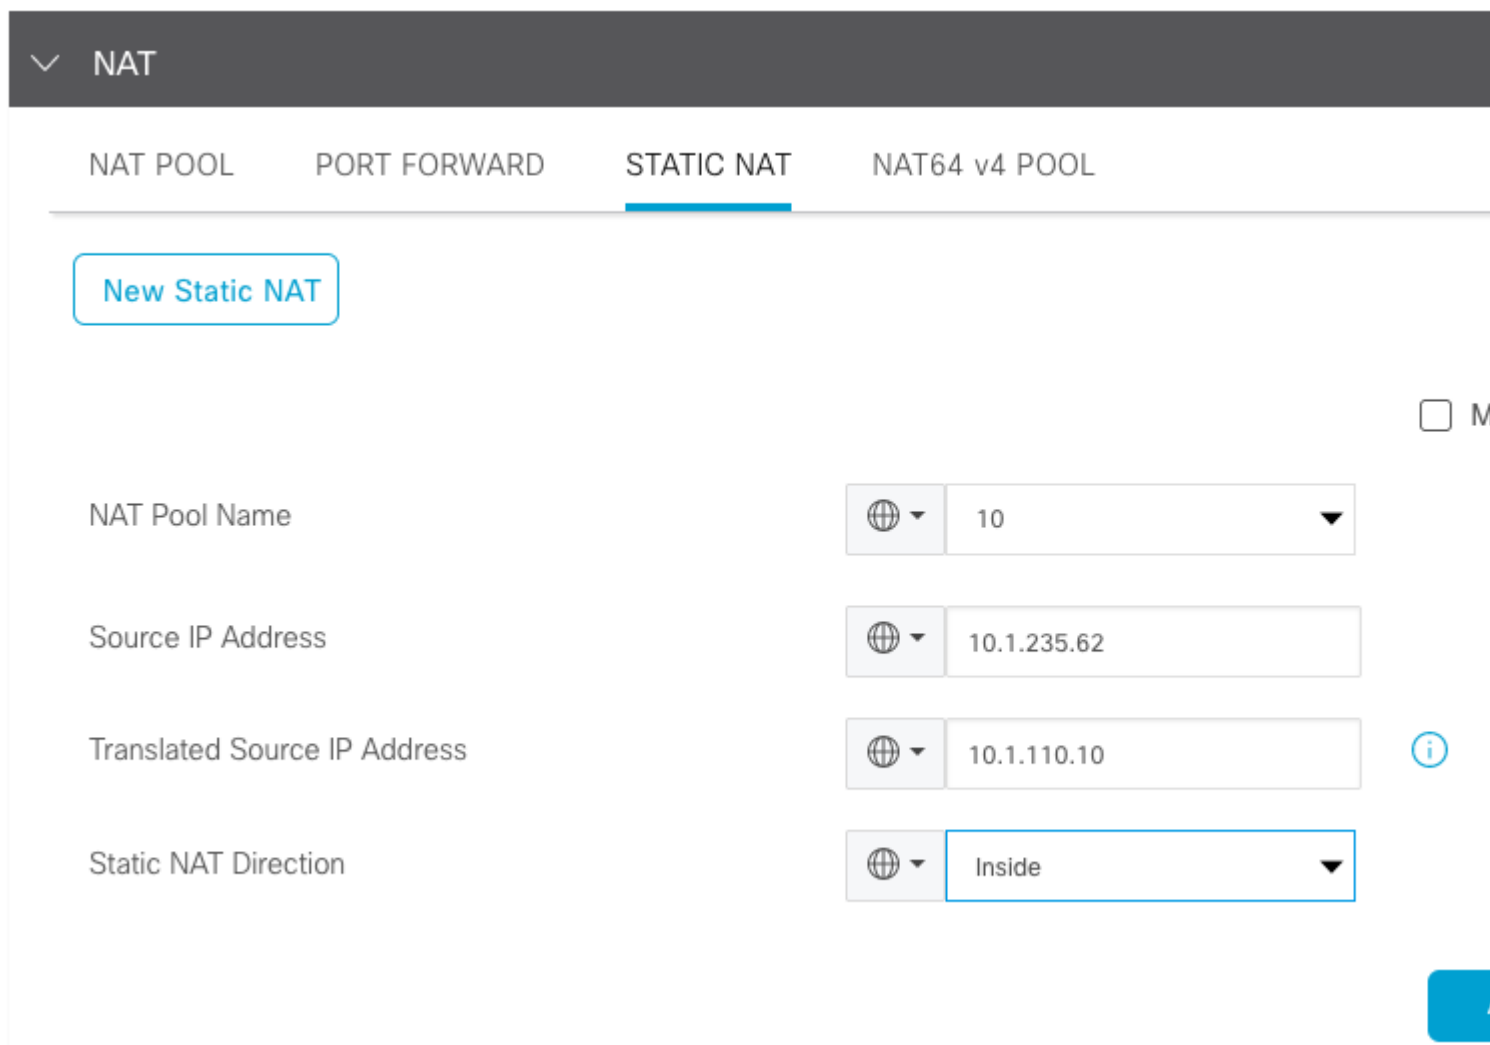 NAT
NAT POOL PORT FORWARD STATIC NAT NAT64 v4 POOL
New Static NAT
NAT Pool Name 10
Source IP Address 10.1.235.62
Translated Source IP Address 10.1.110.10
Static NAT Direction Inside